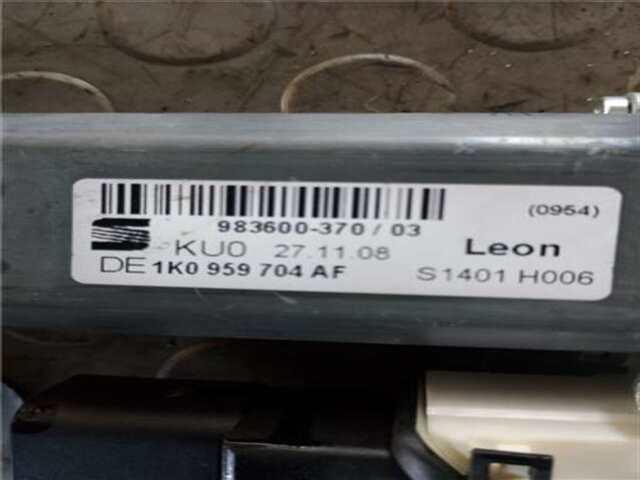 983600-370 / 03
(0954)
KU0 27.11.08 Leon
DE 1K0 959 704 AF S1401 H006